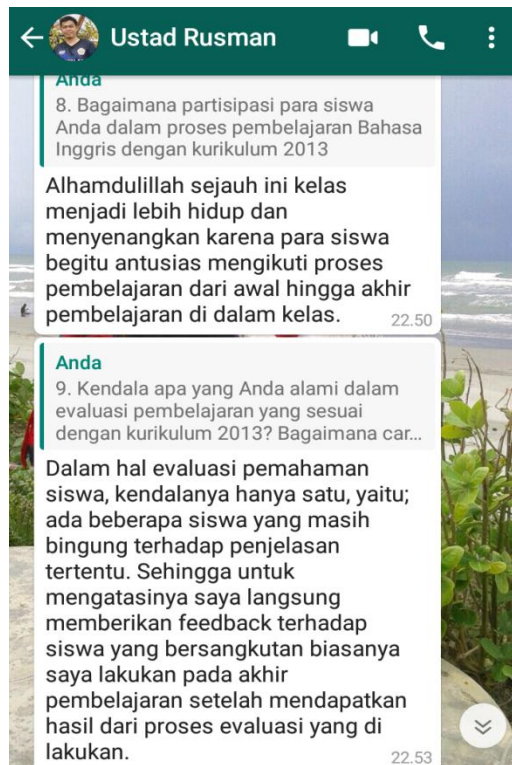 Ustad Rusman
Anda
8. Bagaimana partisipasi para siswa
Anda dalam proses pembelajaran Bahasa
Inggris dengan kurikulum 2013
Alhamdulillah sejauh ini kelas
menjadi lebih hidup dan
menyenangkan karena para siswa
begitu antusias mengikuti proses
pembelajaran dari awal hingga akhir
pembelajaran di dalam kelas.
22.50
Anda
9. Kendala apa yang Anda alami dalam
evaluasi pembelajaran yang sesuai
dengan kurikulum 2013? Bagaimana car...
Dalam hal evaluasi pemahaman
siswa, kendalanya hanya satu, yaitu;
ada beberapa siswa yang masih
bingung terhadap penjelasan
tertentu. Sehingga untuk
mengatasinya saya langsung
memberikan feedback terhadap
siswa yang bersangkutan biasanya
saya lakukan pada akhir
pembelajaran setelah mendapatkan
hasil dari proses evaluasi yang di
lakukan.
22.53